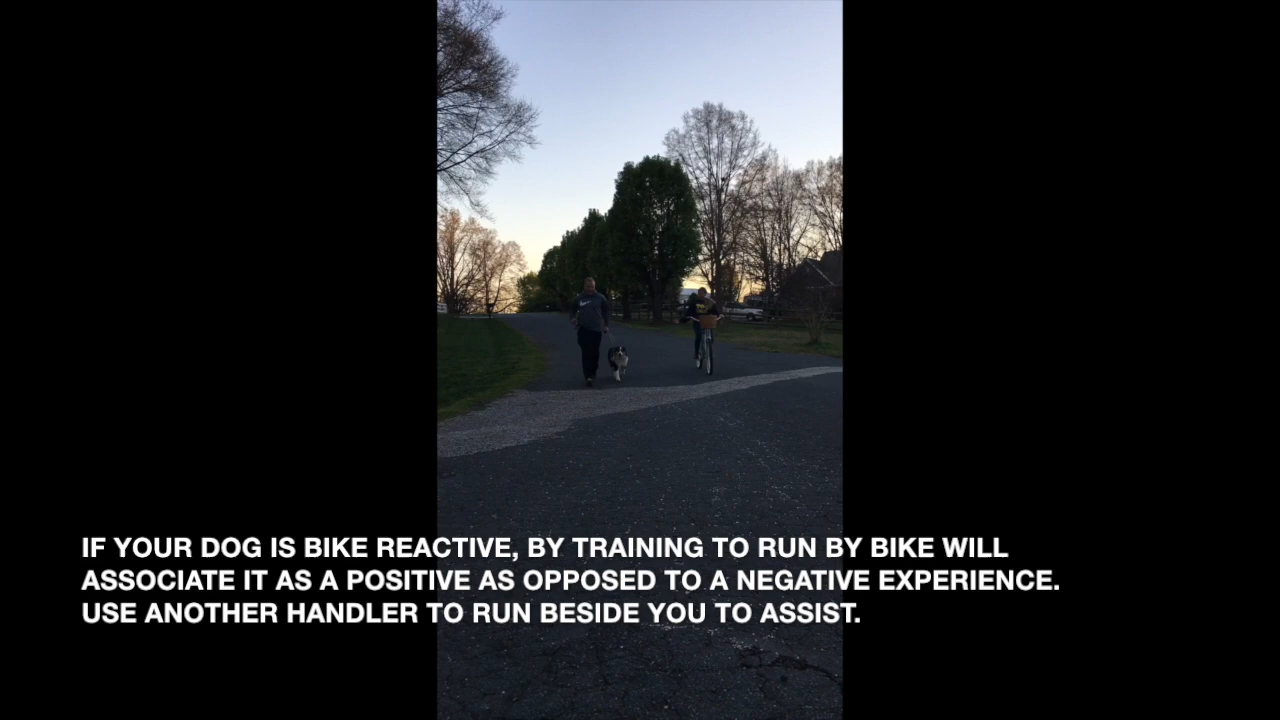 IF YOUR DOG IS BIKE REACTIVE, BY TRAINING TO RUN BY BIKE WILL
ASSOCIATE IT AS A POSITIVE AS OPPOSED TO A NEGATIVE EXPERIENCE.
USE ANOTHER HANDLER TO RUN BESIDE YOU TO ASSIST.